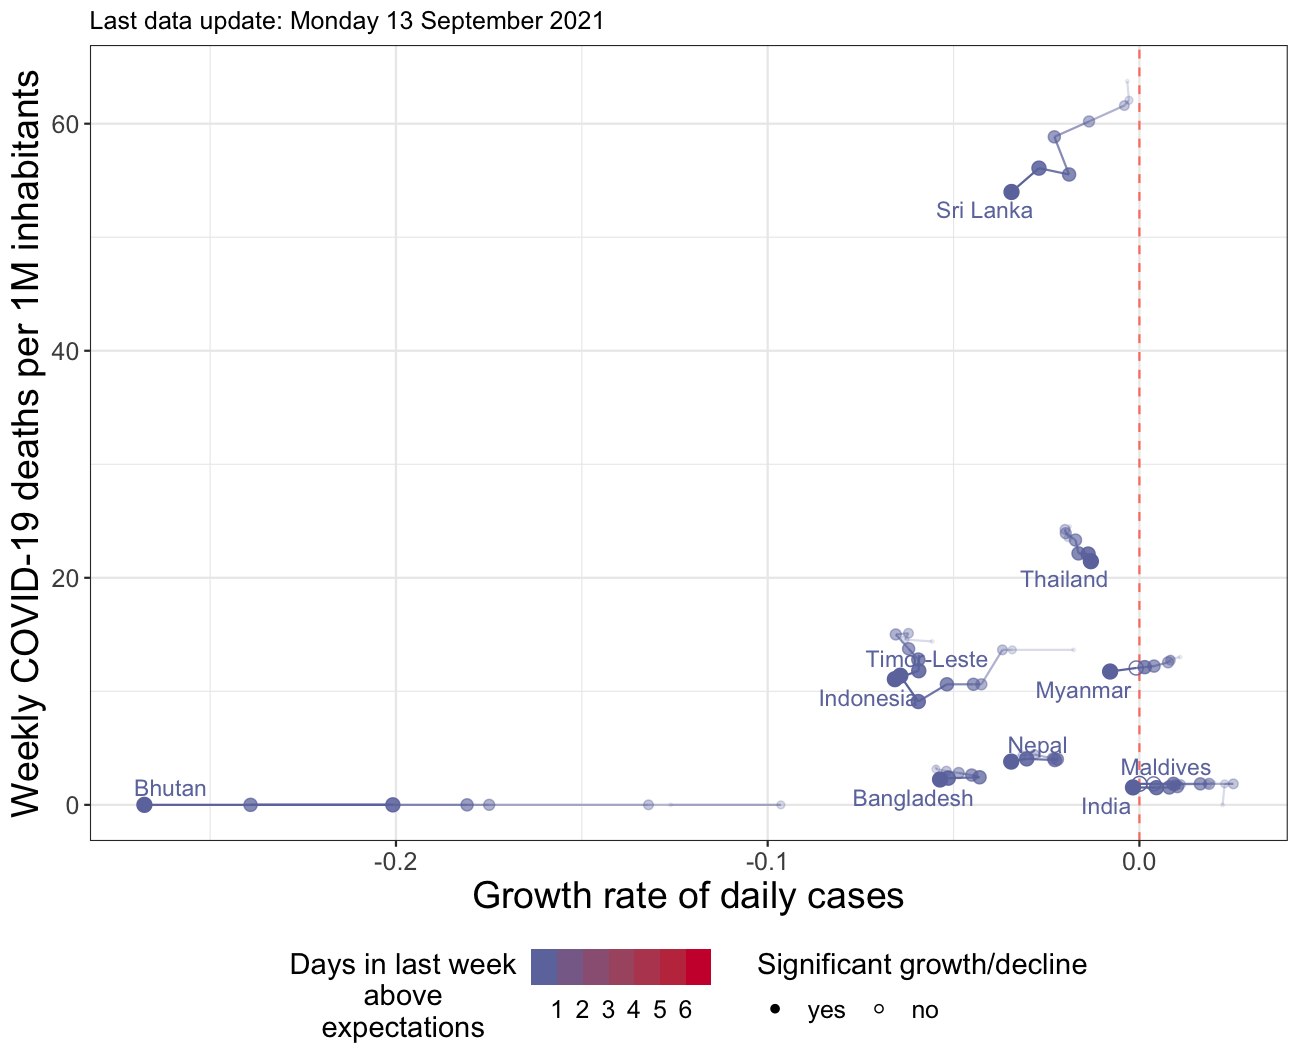 Last data update: Monday 13 September 2021
Weekly COVID-19 deaths per 1M inhabitants
60
40
20
0
Sri Lanka
Thailand
Timor-Leste
Indonesia
Myanmar
Nepal
Maldives
Bhutan
Bangladesh
India
-0.2
-0.1
0.0
Growth rate of daily cases
Days in last week
above
expectations
1 2 3 4 5 6
Significant growth/decline
yes no